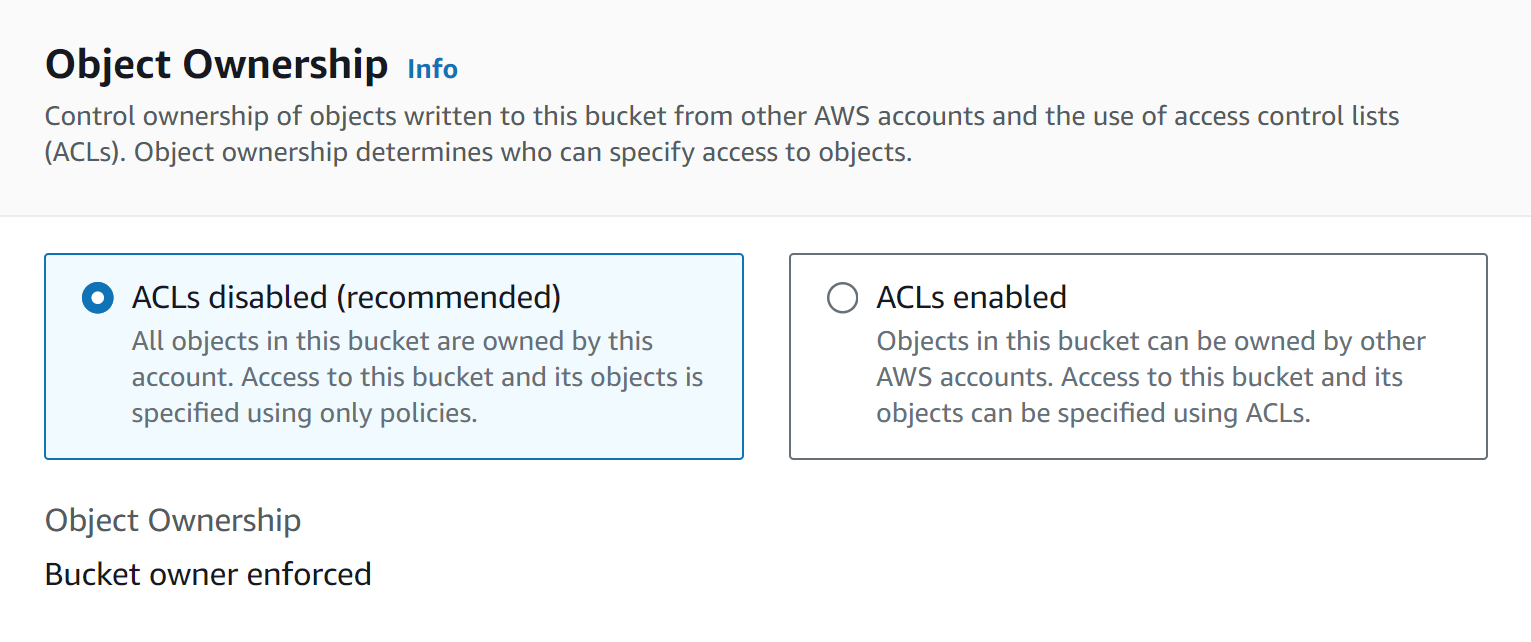 Object Ownership Info
Control ownership of objects written to this bucket from other AWS accounts and the use of access control lists
(ACLs). Object ownership determines who can specify access to objects.
ACLs disabled (recommended)
All objects in this bucket are owned by this
account. Access to this bucket and its objects is
specified using only policies.
ACLs enabled
Objects in this bucket can be owned by other
AWS accounts. Access to this bucket and its
objects can be specified using ACLs.
Object Ownership
Bucket owner enforced